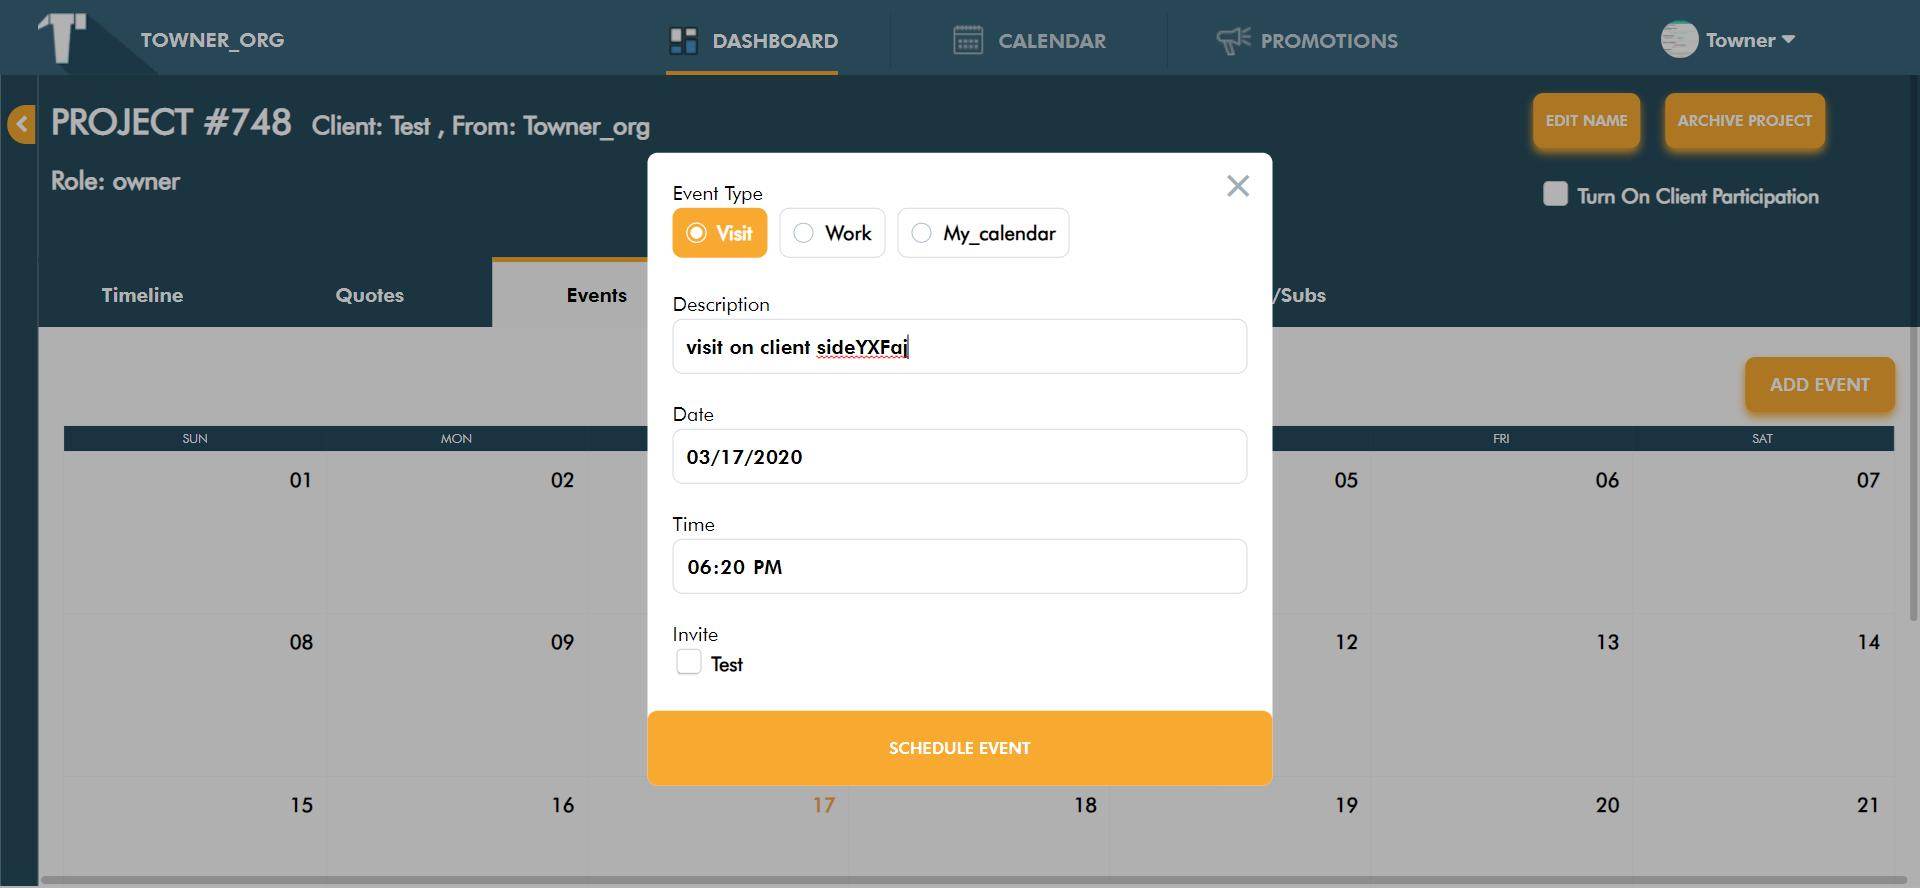 TOWNER_ORG
DASHBOARD
CALENDAR
PROMOTIONS
Towner
PROJECT #748 Client: Test , From: Towner_org
EDIT NAME
ARCHIVE PROJECT
Role: owner
Turn On Client Participation
Timeline
Quotes
Events
/Subs
Event Type
Visit
Work
My_calendar
Description
visit on client sideYXFaj
Date
03/17/2020
Time
06:20 PM
Invite
Test
SCHEDULE EVENT
ADD EVENT
SUN MON FRI SAT
01 02 05 06 07
08 09 12 13 14
15 16 17 18 19 20 21